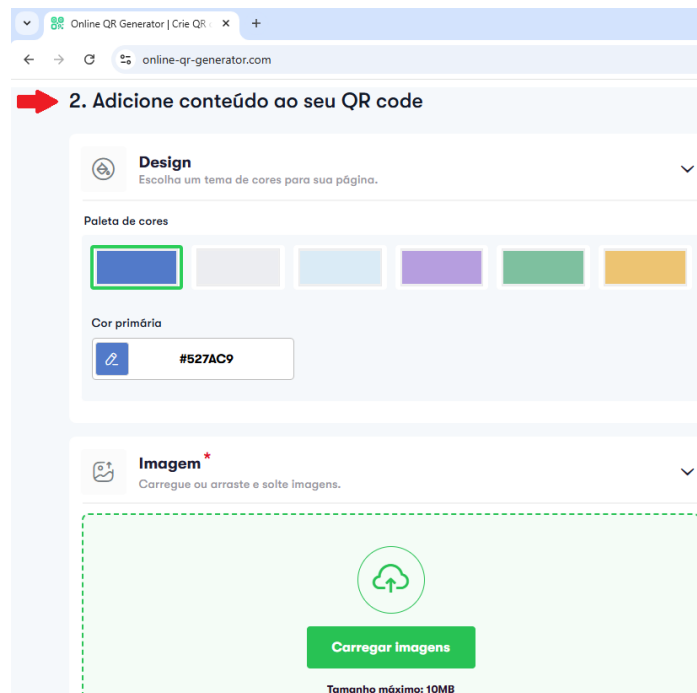 Online QR Generator | Crie QR c
online-qr-generator.com
2. Adicione conteúdo ao seu QR code
Design
Escolha um tema de cores para sua página.
Paleta de cores
Cor primária
#527AC9
Imagem *
Carregue ou arraste e solte imagens.
Carregar imagens
Tamanho máximo: 10MB